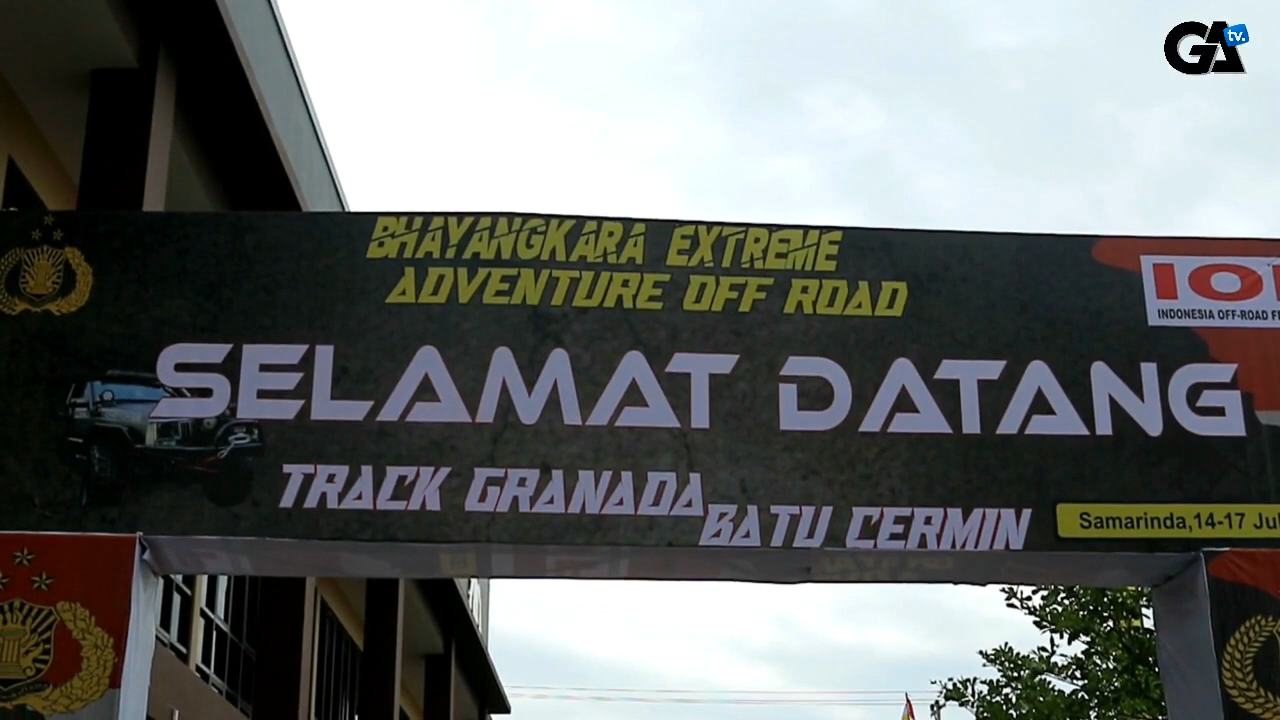 GA tv.
BHAYANGKARA EXTREME
ADVENTURE OFF ROAD
INDONESIA OFF-ROAD
SELAMAT DATANG
TRACK GRANADA
BATU CERMIN
Samarinda,14-17